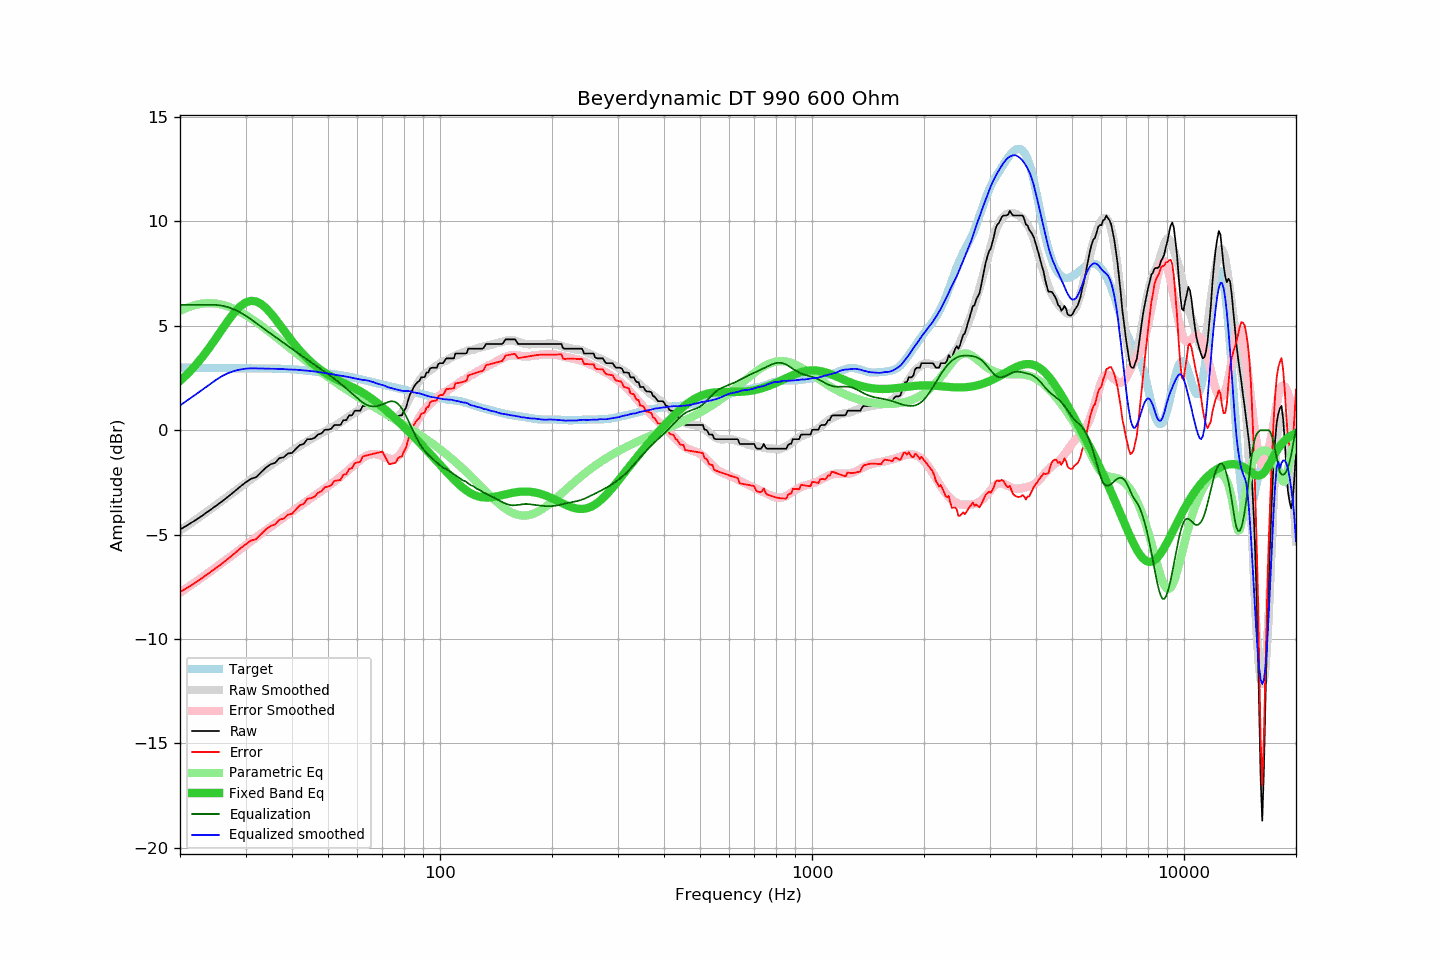 Beyerdynamic DT 990 600 Ohm
15
10
5
0
−5
−10
−15
−20
Amplitude (dBr)
Target
Raw Smoothed
Error Smoothed
Raw
Error
Parametric Eq
Fixed Band Eq
Equalization
Equalized smoothed
100
1000
10000
Frequency (Hz)